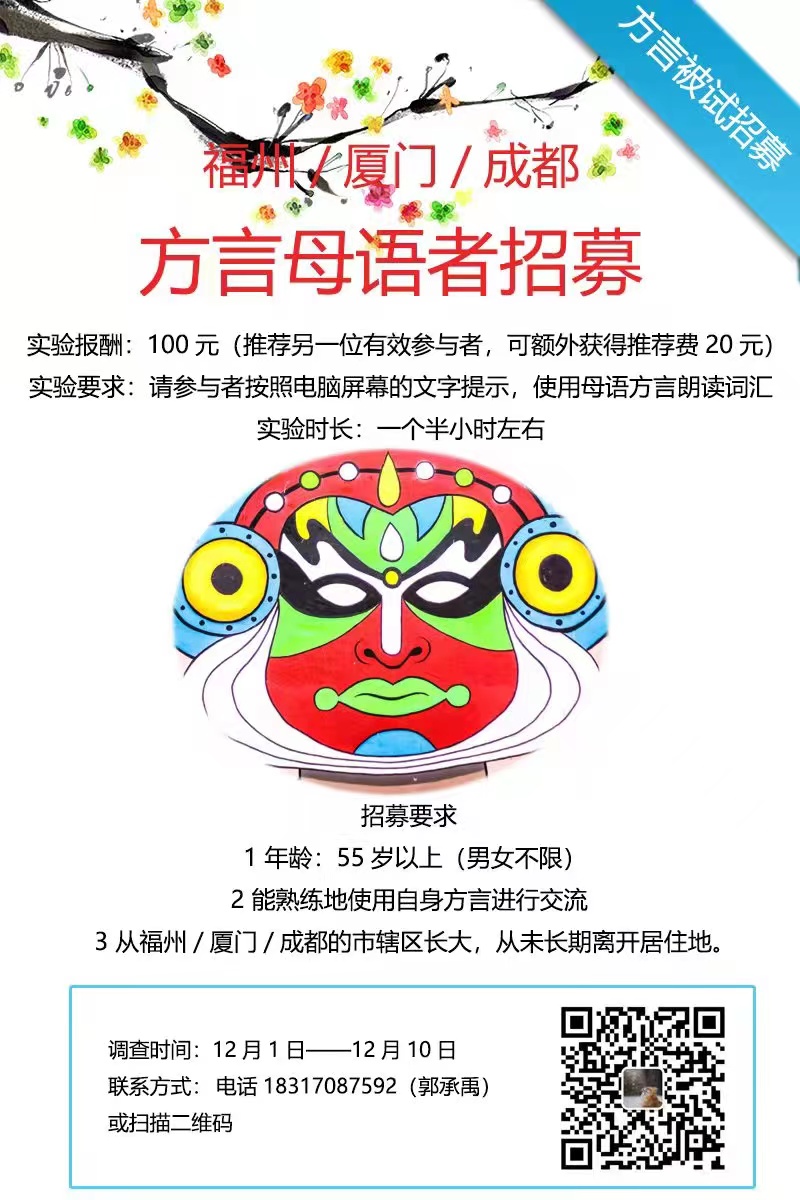 方言被试招募
福州 / 厦门 / 成都
方言母语者招募
实验报酬：100 元（推荐另一位有效参与者，可额外获得推荐费 20 元）
实验要求：请参与者按照电脑屏幕的文字提示，使用母语方言朗读词汇
实验时长：一个半小时左右
招募要求
1 年龄：55 岁以上（男女不限）
2 能熟练地使用自身方言进行交流
3 从福州 / 厦门 / 成都的市辖区长大，从未长期离开居住地。
调查时间：12 月 1 日——12 月 10 日
联系方式： 电话 18317087592（郭承禹）
或扫描二维码